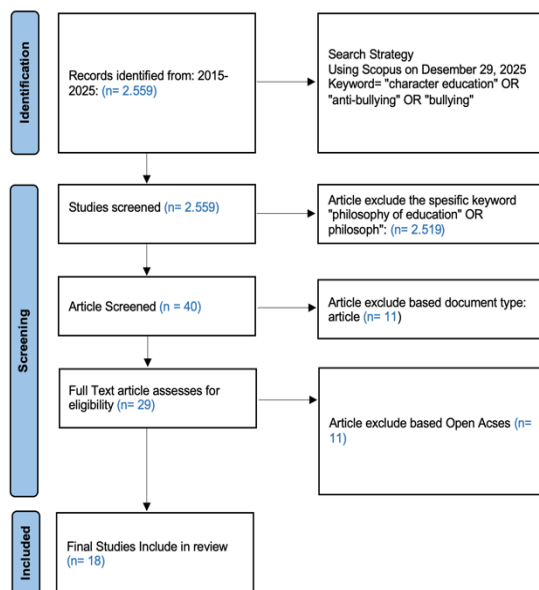 Identification
Records identified from: 2015-
2025: (n= 2.559)
Search Strategy
Using Scopus on Desember 29, 2025
Keyword= "character education" OR
"anti-bullying" OR "bullying"
Screening
Studies screened (n= 2.559)
Article exclude the spesific keyword
"philosophy of education" OR
philosoph": (n= 2.519)
Article Screened (n = 40)
Article exclude based document type:
article (n= 11)
Full Text article assesses for
eligibility (n= 29)
Article exclude based Open Acses (n=
11)
Included
Final Studies Include in review
(n= 18)